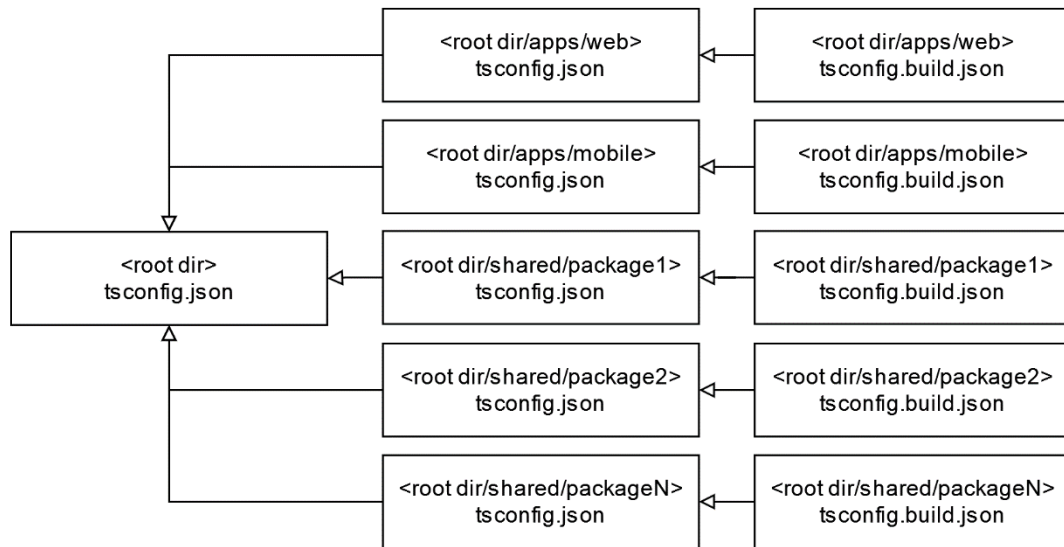 <root dir/apps/web>
tsconfig.json
<root dir/apps/web>
tsconfig.build.json
<root dir/apps/mobile>
tsconfig.json
<root dir/apps/mobile>
tsconfig.build.json
<root dir>
tsconfig.json
<root dir/shared/package1>
tsconfig.json
<root dir/shared/package1>
tsconfig.build.json
<root dir/shared/package2>
tsconfig.json
<root dir/shared/package2>
tsconfig.build.json
<root dir/shared/packageN>
tsconfig.json
<root dir/shared/packageN>
tsconfig.build.json